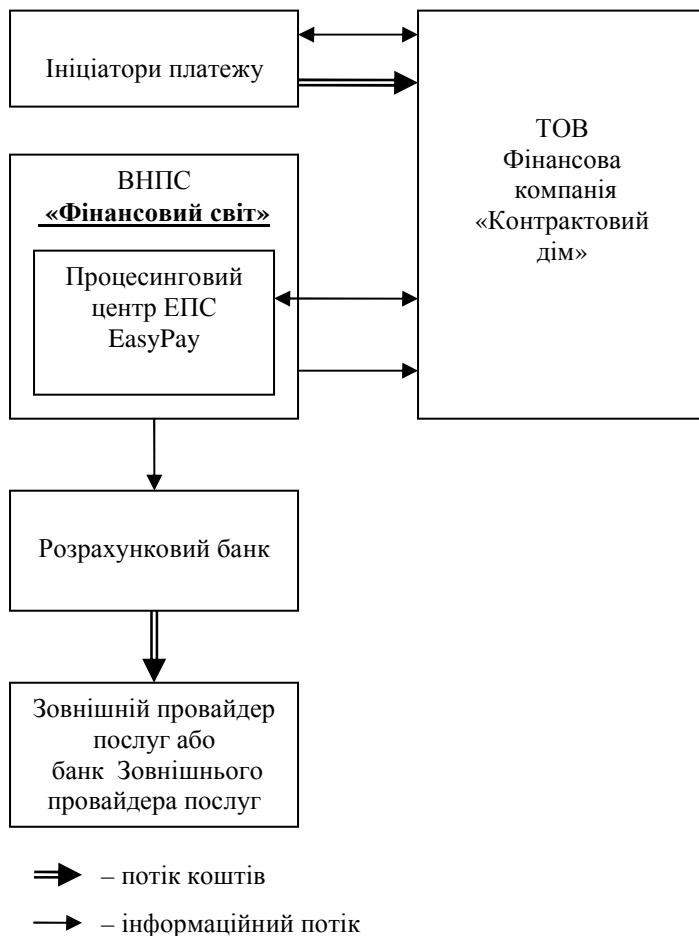 Ініціатори платежу
ТОВ
Фінансова
компанія
«Контрактовий
дім»
ВНПС
«Фінансовий світ»
Процесинговий
центр ЕПС
EasyPay
Розрахунковий банк
Зовнішній провайдер
послуг або
банк Зовнішнього
провайдера послуг
– потік коштів
– інформаційний потік